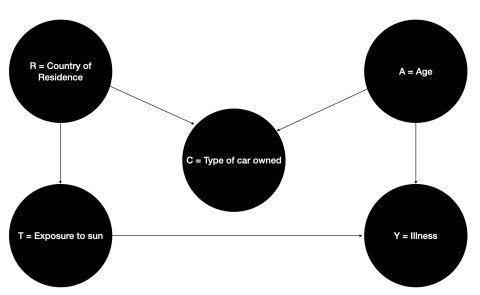 R = Country of
Residence
A = Age
C = Type of car owned
T = Exposure to sun
Y = Illness